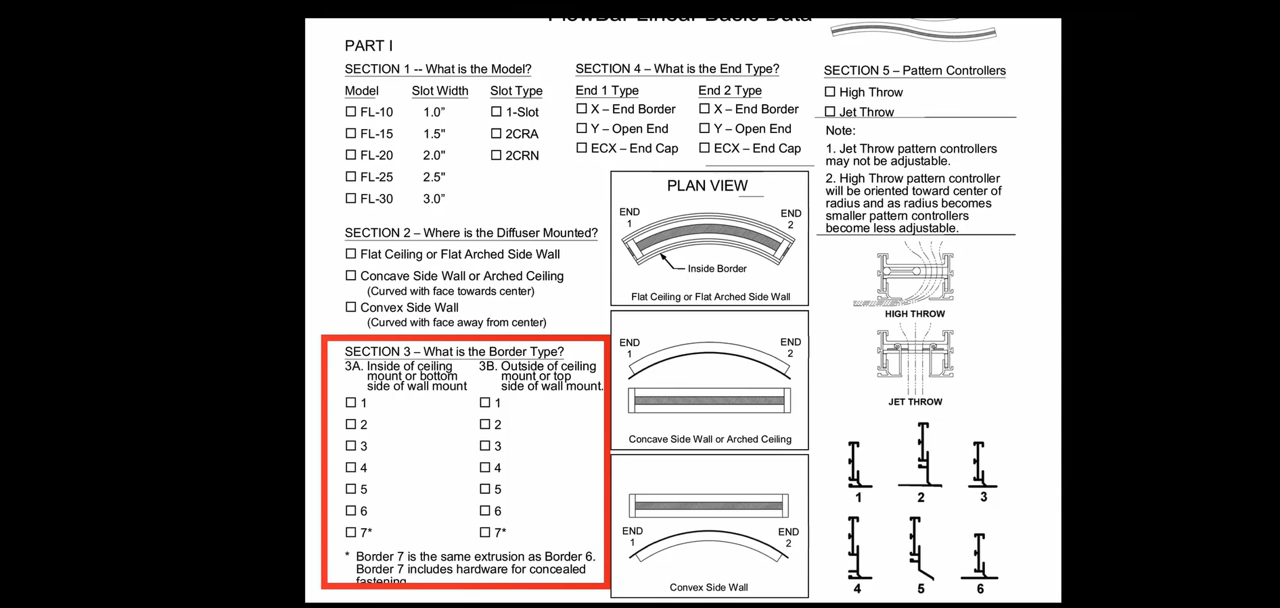 FlowBar Linear Basic Data
PART I
SECTION 1 -- What is the Model?
Model Slot Width Slot Type
FL-10 1.0" 1-Slot
FL-15 1.5" 2CRA
FL-20 2.0" 2CRN
FL-25 2.5"
FL-30 3.0"
SECTION 2 – Where is the Diffuser Mounted?
Flat Ceiling or Flat Arched Side Wall
Concave Side Wall or Arched Ceiling
(Curved with face towards center)
Convex Side Wall
(Curved with face away from center)
SECTION 3 – What is the Border Type?
3A. Inside of ceiling
mount or bottom
side of wall mount
1
2
3
4
5
6
7*
3B. Outside of ceiling
mount or top
side of wall mount.
1
2
3
4
5
6
7*
* Border 7 is the same extrusion as Border 6.
Border 7 includes hardware for concealed
fastening
SECTION 4 – What is the End Type?
End 1 Type End 2 Type
X – End Border X – End Border
Y – Open End Y – Open End
ECX – End Cap ECX – End Cap
PLAN VIEW
END
1
END
2
Inside Border
Flat Ceiling or Flat Arched Side Wall
END
1
END
2
Concave Side Wall or Arched Ceiling
END
1
END
2
Convex Side Wall
SECTION 5 – Pattern Controllers
High Throw
Jet Throw
Note:
1. Jet Throw pattern controllers
may not be adjustable.
2. High Throw pattern controller
will be oriented toward center of
radius and as radius becomes
smaller pattern controllers
become less adjustable.
HIGH THROW
JET THROW
1 2 3
4 5 6